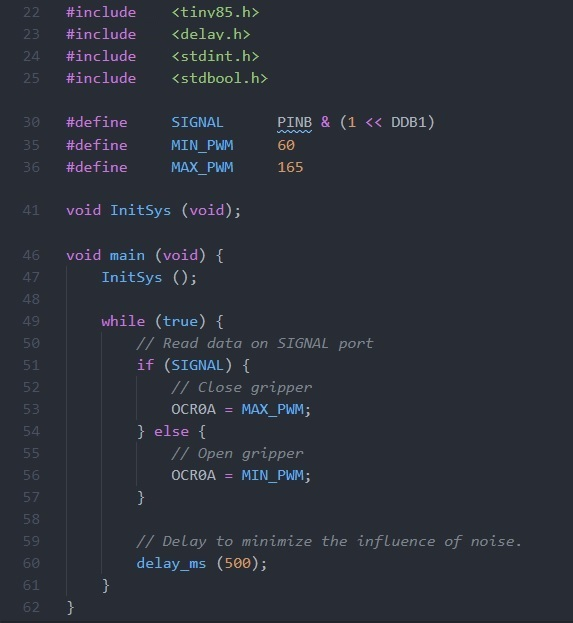 22 #include <tiny85.h>
23 #include <delay.h>
24 #include <stdint.h>
25 #include <stdbool.h>
30 #define SIGNAL PINB & (1 << DDB1)
35 #define MIN_PWM 60
36 #define MAX_PWM 165
41 void InitSys (void);
46 void main (void) {
47 InitSys ();
48
49 while (true) {
50 // Read data on SIGNAL port
51 if (SIGNAL) {
52 // Close gripper
53 OCR0A = MAX_PWM;
54 } else {
55 // Open gripper
56 OCR0A = MIN_PWM;
57 }
58
59 // Delay to minimize the influence of noise.
60 delay_ms (500);
61 }
62 }